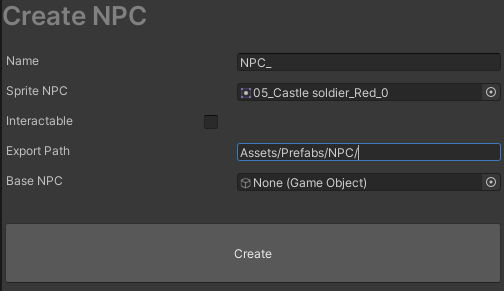 Create NPC
Name NPC_
Sprite NPC 05_Castle soldier_Red_0
Interactable
Export Path Assets/Prefabs/NPC/
Base NPC None (Game Object)
Create